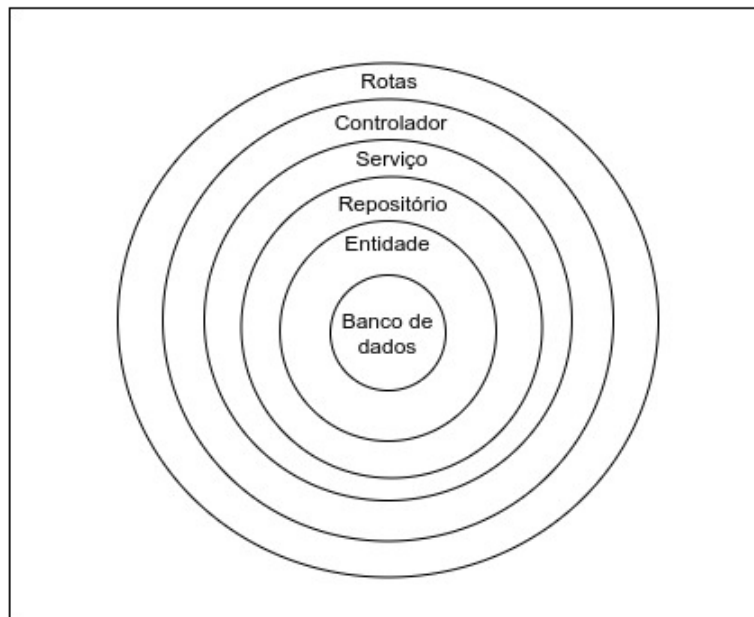 Rotas
Controlador
Serviço
Repositório
Entidade
Banco de
dados